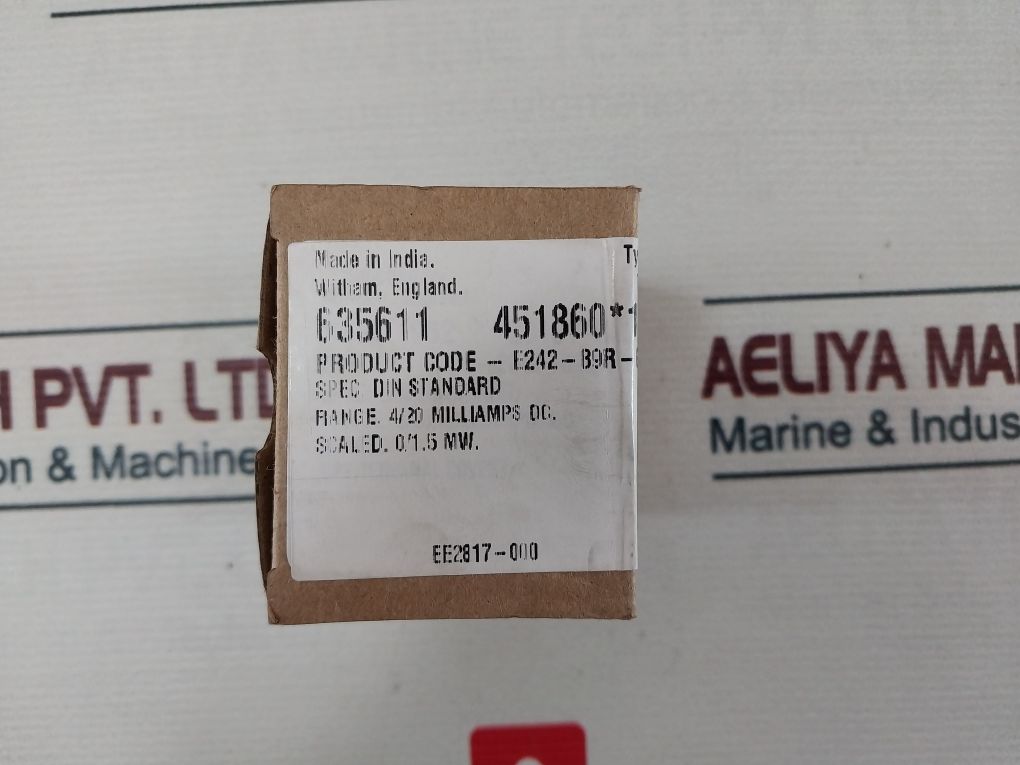 Made in India.
Witham, England.
635611 451860*1
PRODUCT CODE - E242-B9R-
SPEC. DIN STANDARD
RANGE. 4/20 MILLIAMPS DC.
SCALED. 0/1.5 MW.
EE2817-000
Ty
H PVT. LTD
on & Machine
AELIYA MA
Marine & Indus